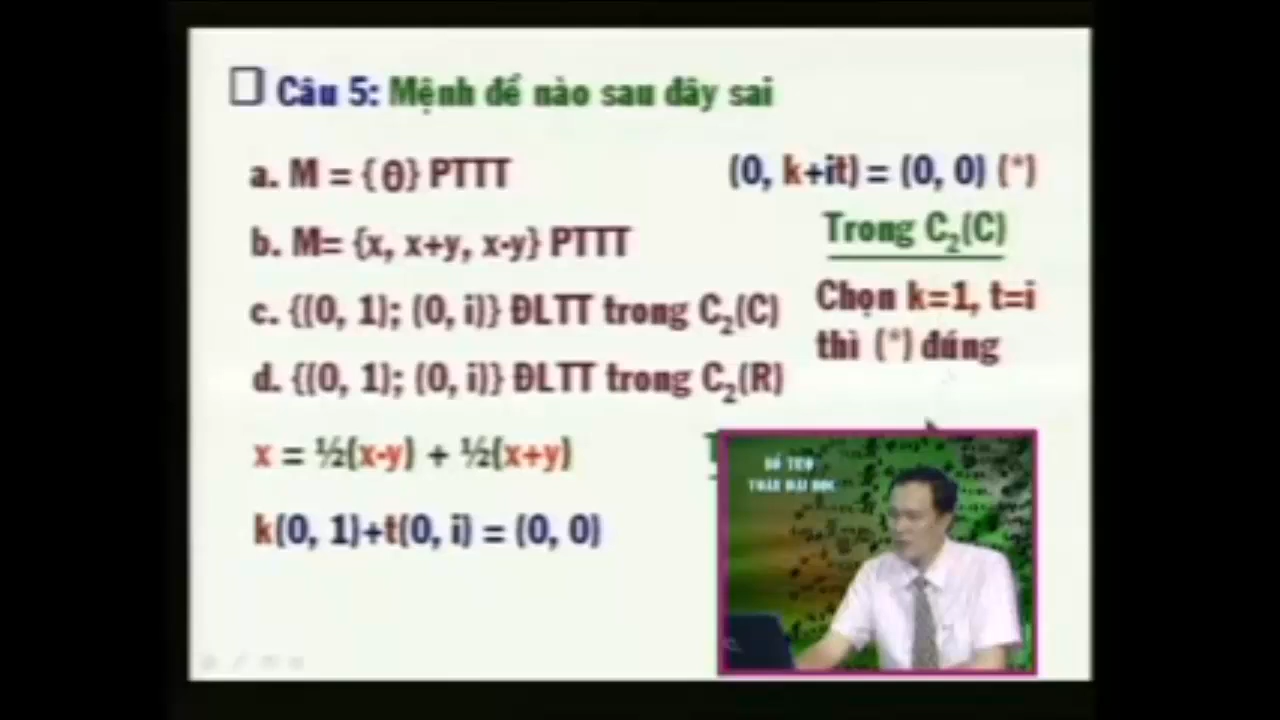 Câu 5: Mệnh đề nào sau đây sai
a. M = {θ} PTTT
b. M= {x, x+y, x-y} PTTT
c. {(0, 1); (0, i)} ĐLTT trong C₂(C)
d. {(0, 1); (0, i)} ĐLTT trong C₂(R)
x = ½(x-y) + ½(x+y)
k(0, 1)+t(0, i) = (0, 0)
(0, k+it) = (0, 0) (*)
Trong C₂(C)
Chọn k=1, t=i
thì (*) đúng